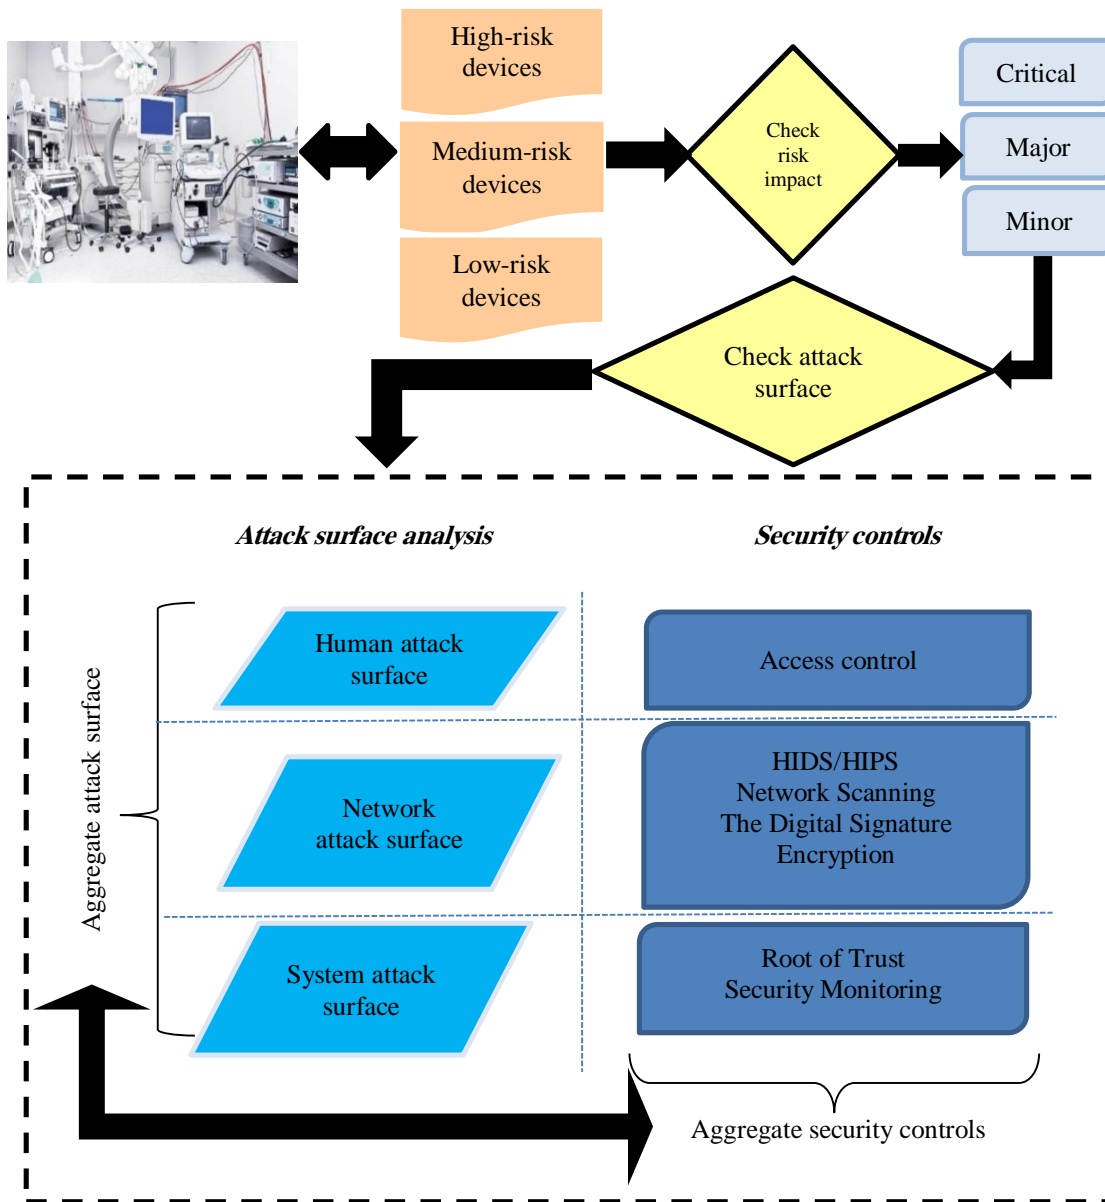 High-risk
devices
Medium-risk
devices
Low-risk
devices
Check
risk
impact
Critical
Major
Minor
Check attack
surface
Attack surface analysis
Security controls
Aggregate attack surface
Human attack
surface
Access control
Network
attack surface
HIDS/HIPS
Network Scanning
The Digital Signature
Encryption
System attack
surface
Root of Trust
Security Monitoring
Aggregate security controls